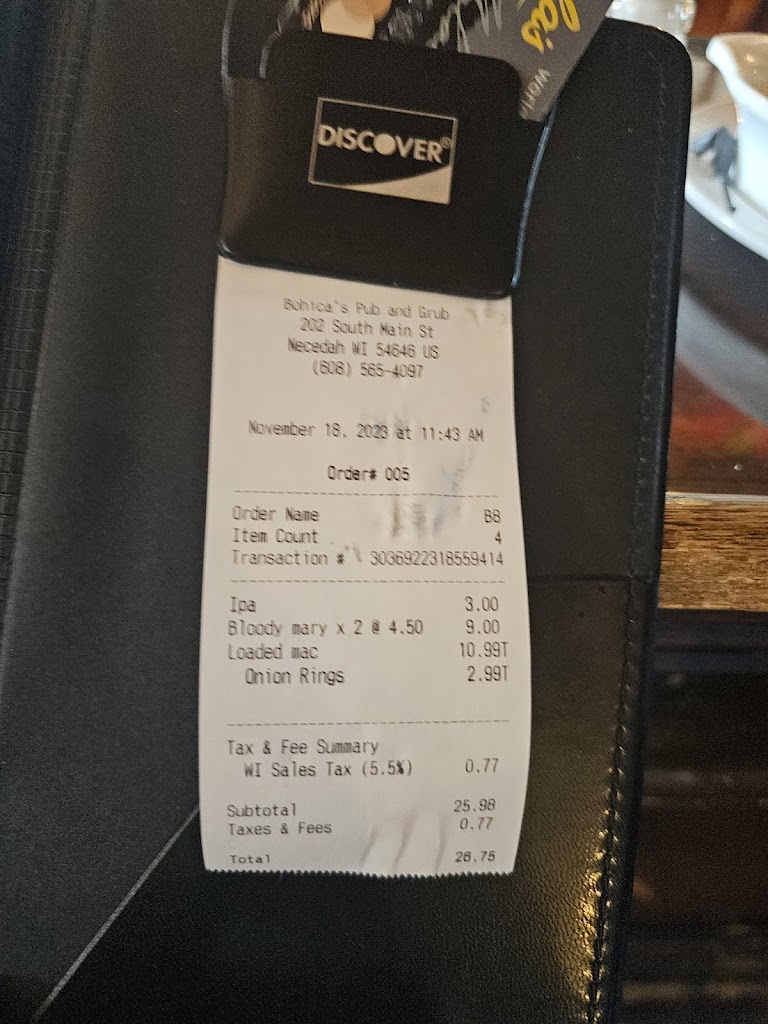 DISCOVER®
Bohica's Pub and Grub
202 South Main St
Necedah WI 54646 US
(608) 565-4097
November 18, 2023 at 11:43 AM
Order# 005
Order Name BB
Item Count 4
Transaction # 3036922318559414
Ipa 3.00
Bloody mary x 2 @ 4.50 9.00
Loaded mac 10.99T
Onion Rings 2.99T
Tax & Fee Summary
WI Sales Tax (5.5%) 0.77
Subtotal 25.98
Taxes & Fees 0.77
Total 26.75